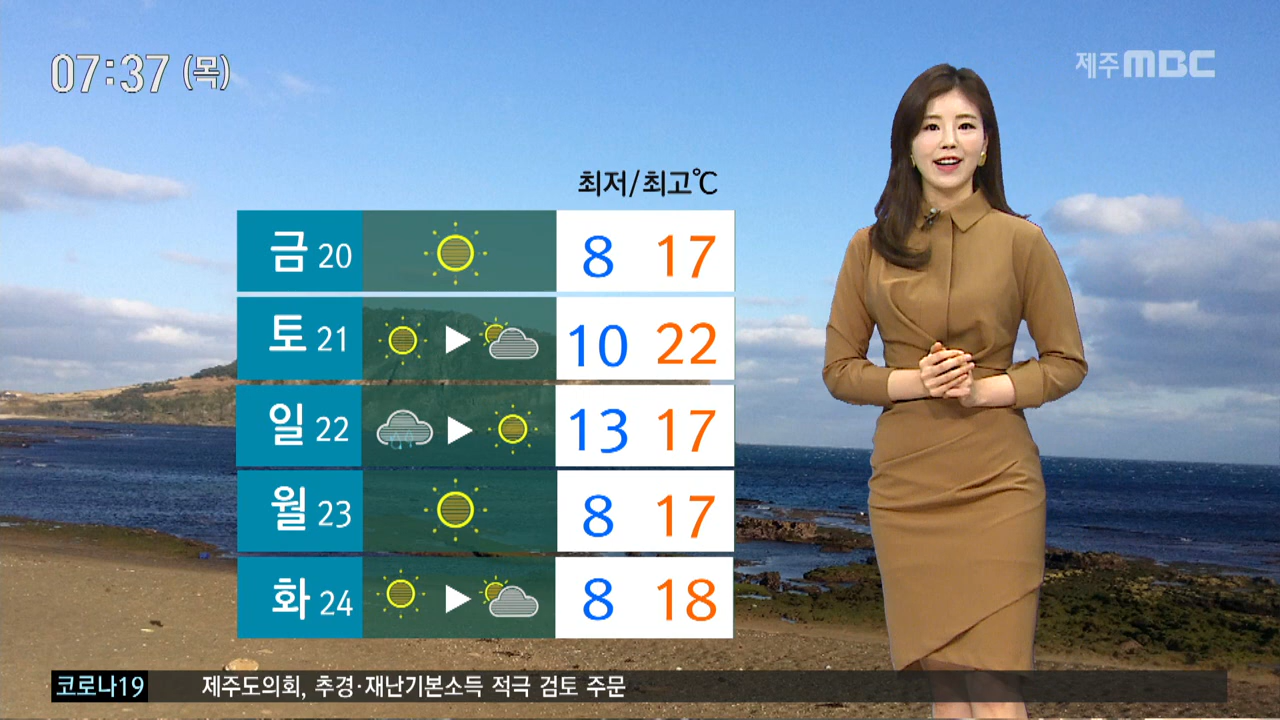 07:37 (목)
제주MBC
최저/최고℃
금 20 8 17
토 21 10 22
일 22 13 17
월 23 8 17
화 24 8 18
코로나19 제주도의회, 추경·재난기본소득 적극 검토 주문